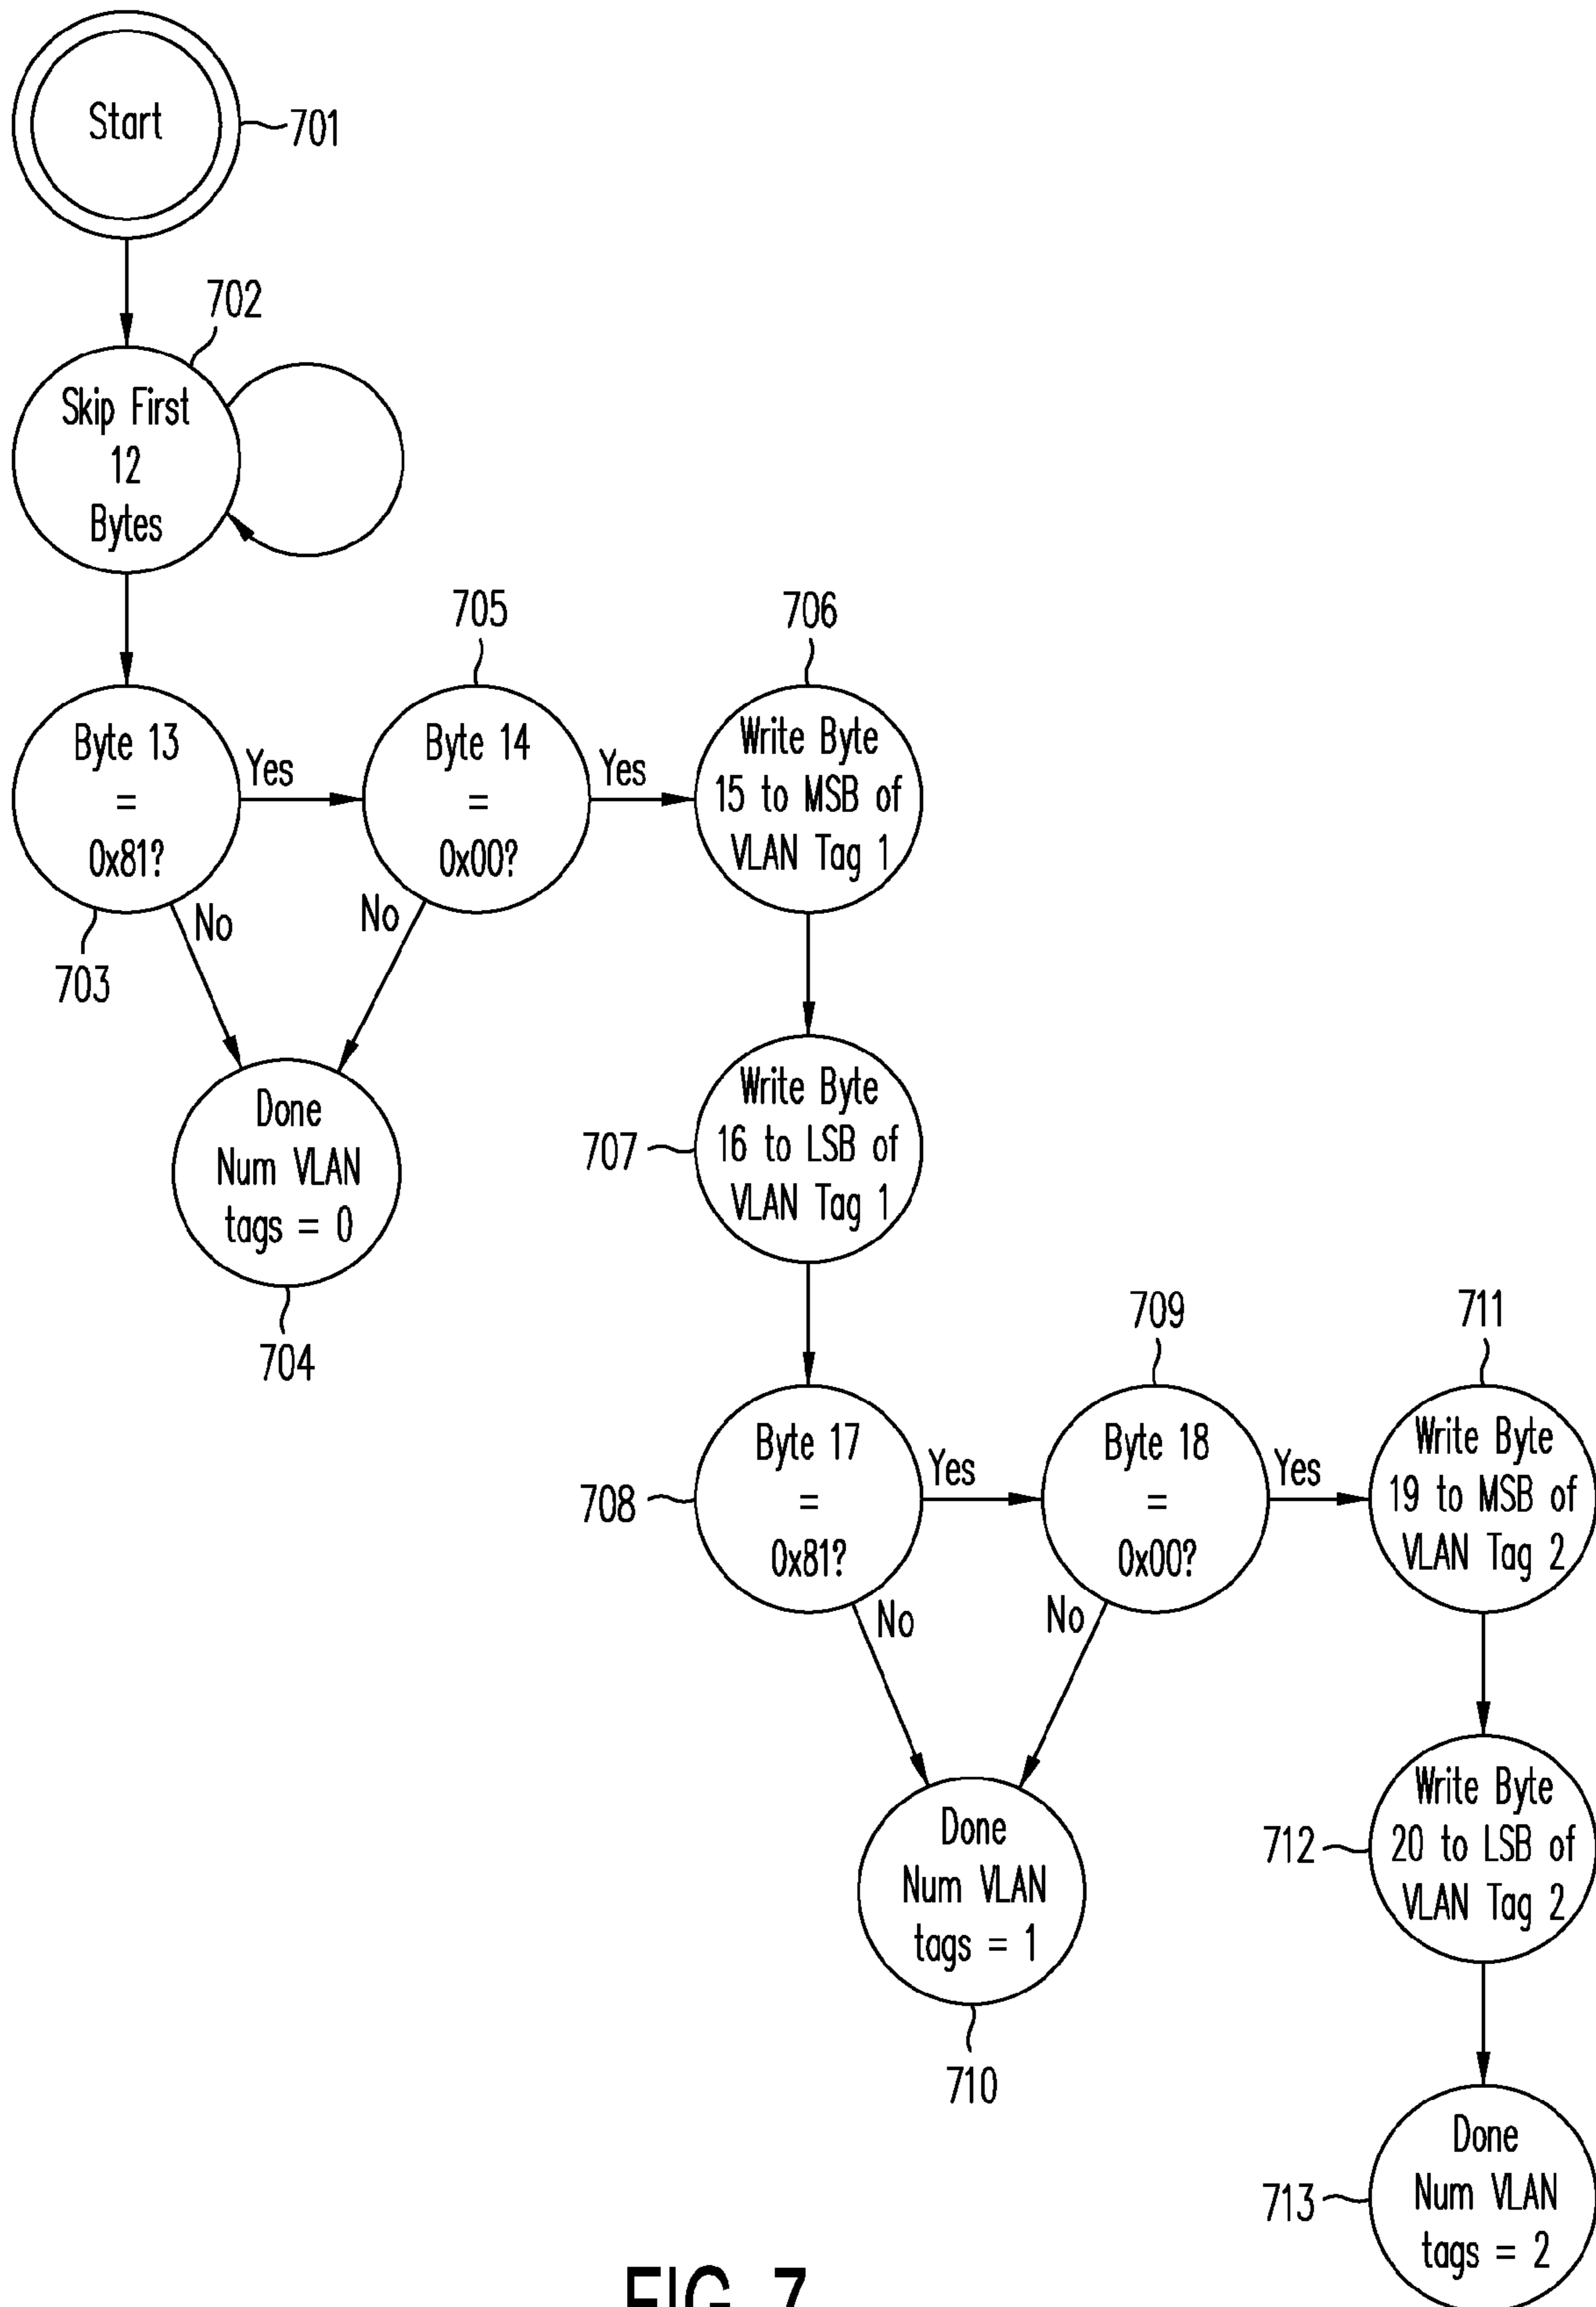 Start
701
702
Skip First
12
Bytes
705
706
Byte 13
=
0x81?
Yes
Byte 14
=
0x00?
Yes
Write Byte
15 to MSB of
VLAN Tag 1
No
No
703
Done
Num VLAN
tags = 0
704
Write Byte
16 to LSB of
VLAN Tag 1
707
709
711
Byte 17
=
0x81?
708
Yes
Byte 18
=
0x00?
Yes
Write Byte
19 to MSB of
VLAN Tag 2
No
No
Done
Num VLAN
tags = 1
710
Write Byte
20 to LSB of
VLAN Tag 2
712
Done
Num VLAN
tags = 2
713
FIG. 7